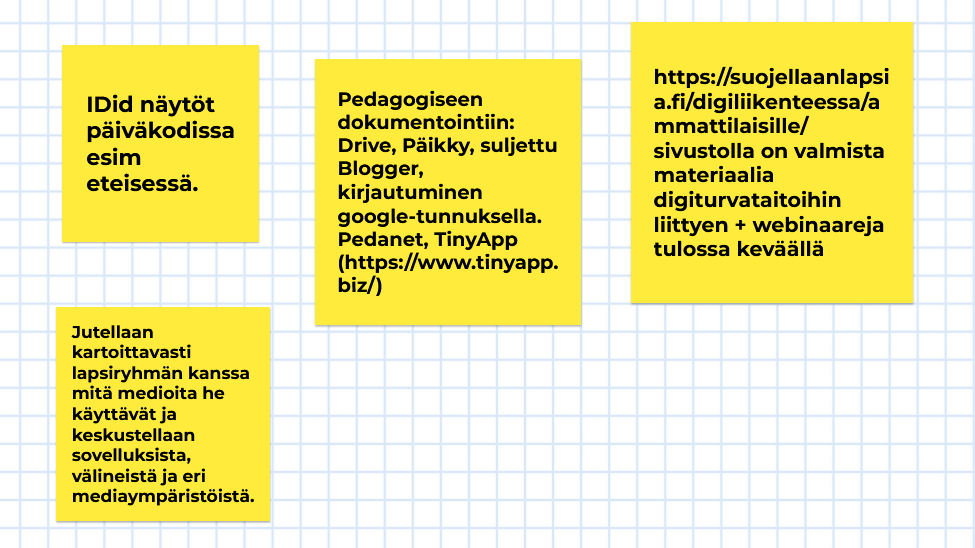 IDid näytöt
päiväkodissa
esim
eteisessä.
Pedagogiseen
dokumentointiin:
Drive, Päikky, suljettu
Blogger,
kirjautuminen
google-tunnuksella.
Pedanet, TinyApp
(https://www.tinyapp.
biz/)
https://suojellaanlapsi
a.fi/digiliikenteessa/a
mmattilaisille/
sivustolla on valmista
materiaalia
digiturvataitoihin
liittyen + webinaareja
tulossa keväällä
Jutellaan
kartoittavasti
lapsiryhmän kanssa
mitä medioita he
käyttävät ja
keskustellaan
sovelluksista,
välineistä ja eri
mediaympäristöistä.